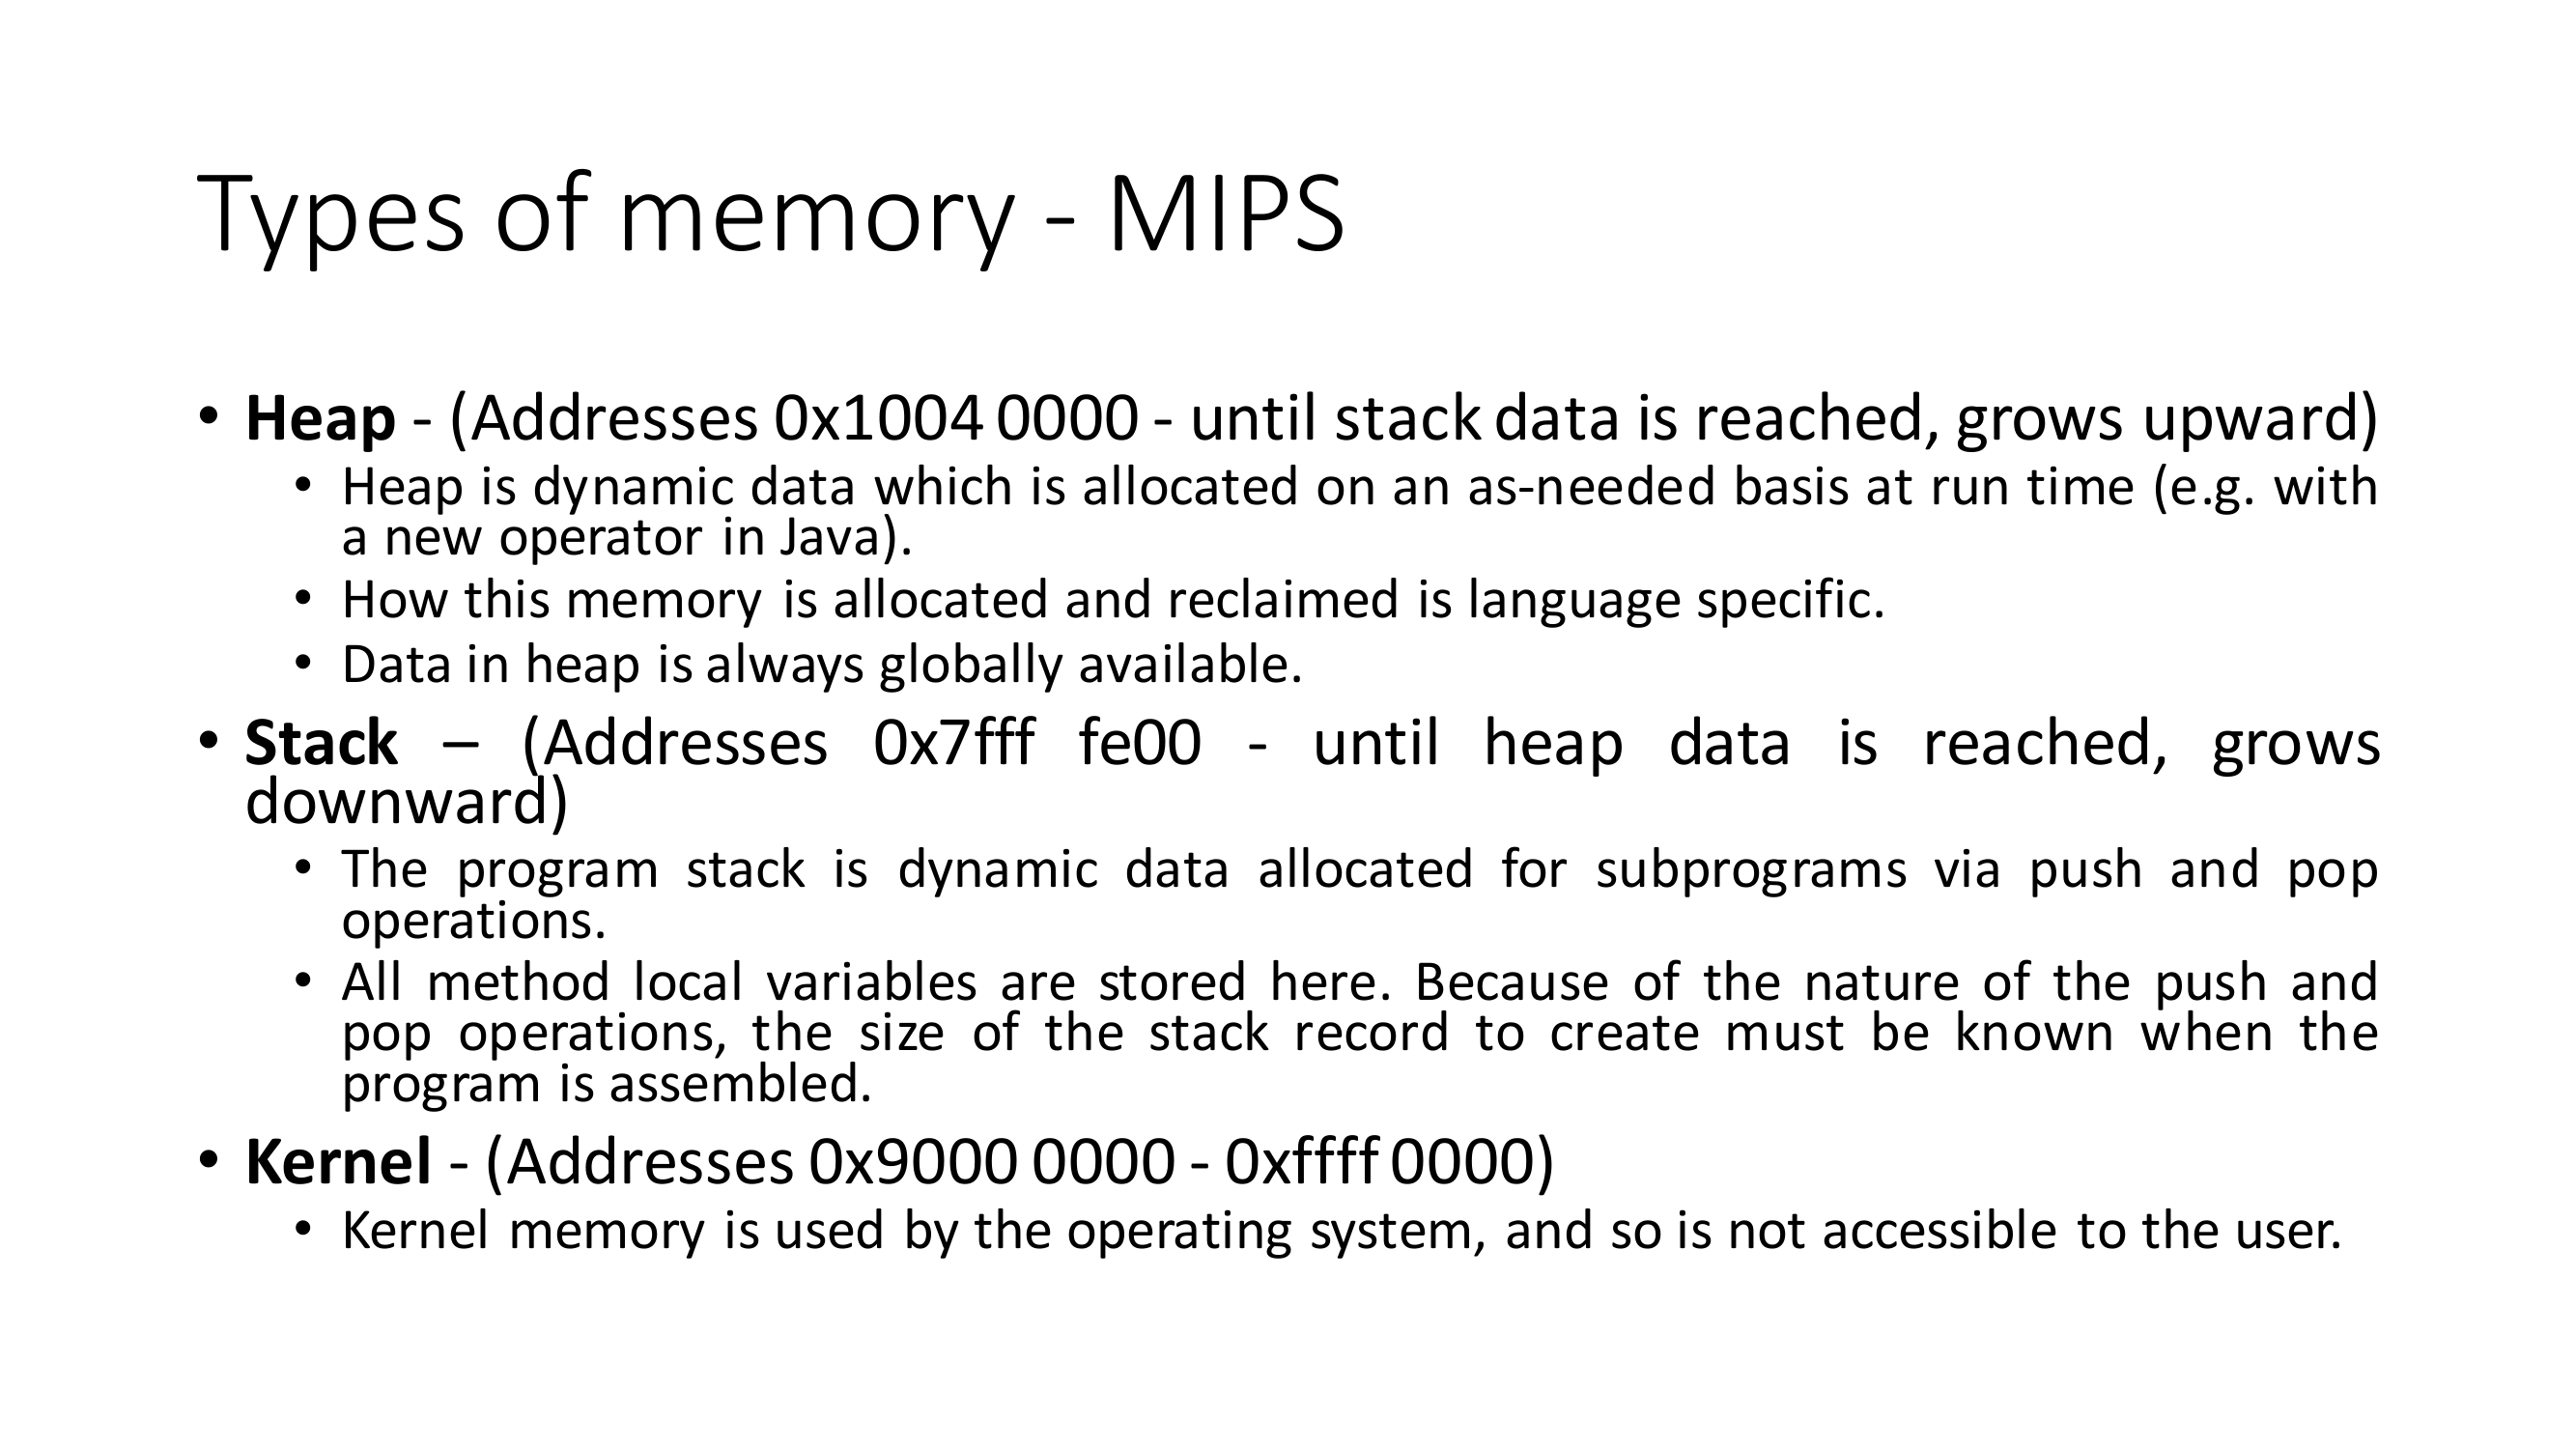 Types of memory - MIPS
• Heap - (Addresses 0x1004 0000 - until stack data is reached, grows upward)
• Heap is dynamic data which is allocated on an as-needed basis at run time (e.g. with
a new operator in Java).
• How this memory is allocated and reclaimed is language specific.
• Data in heap is always globally available.
• Stack – (Addresses 0x7fff fe00 - until heap data is reached, grows
downward)
• The program stack is dynamic data allocated for subprograms via push and pop
operations.
• All method local variables are stored here. Because of the nature of the push and
pop operations, the size of the stack record to create must be known when the
program is assembled.
• Kernel - (Addresses 0x9000 0000 - 0xffff 0000)
• Kernel memory is used by the operating system, and so is not accessible to the user.